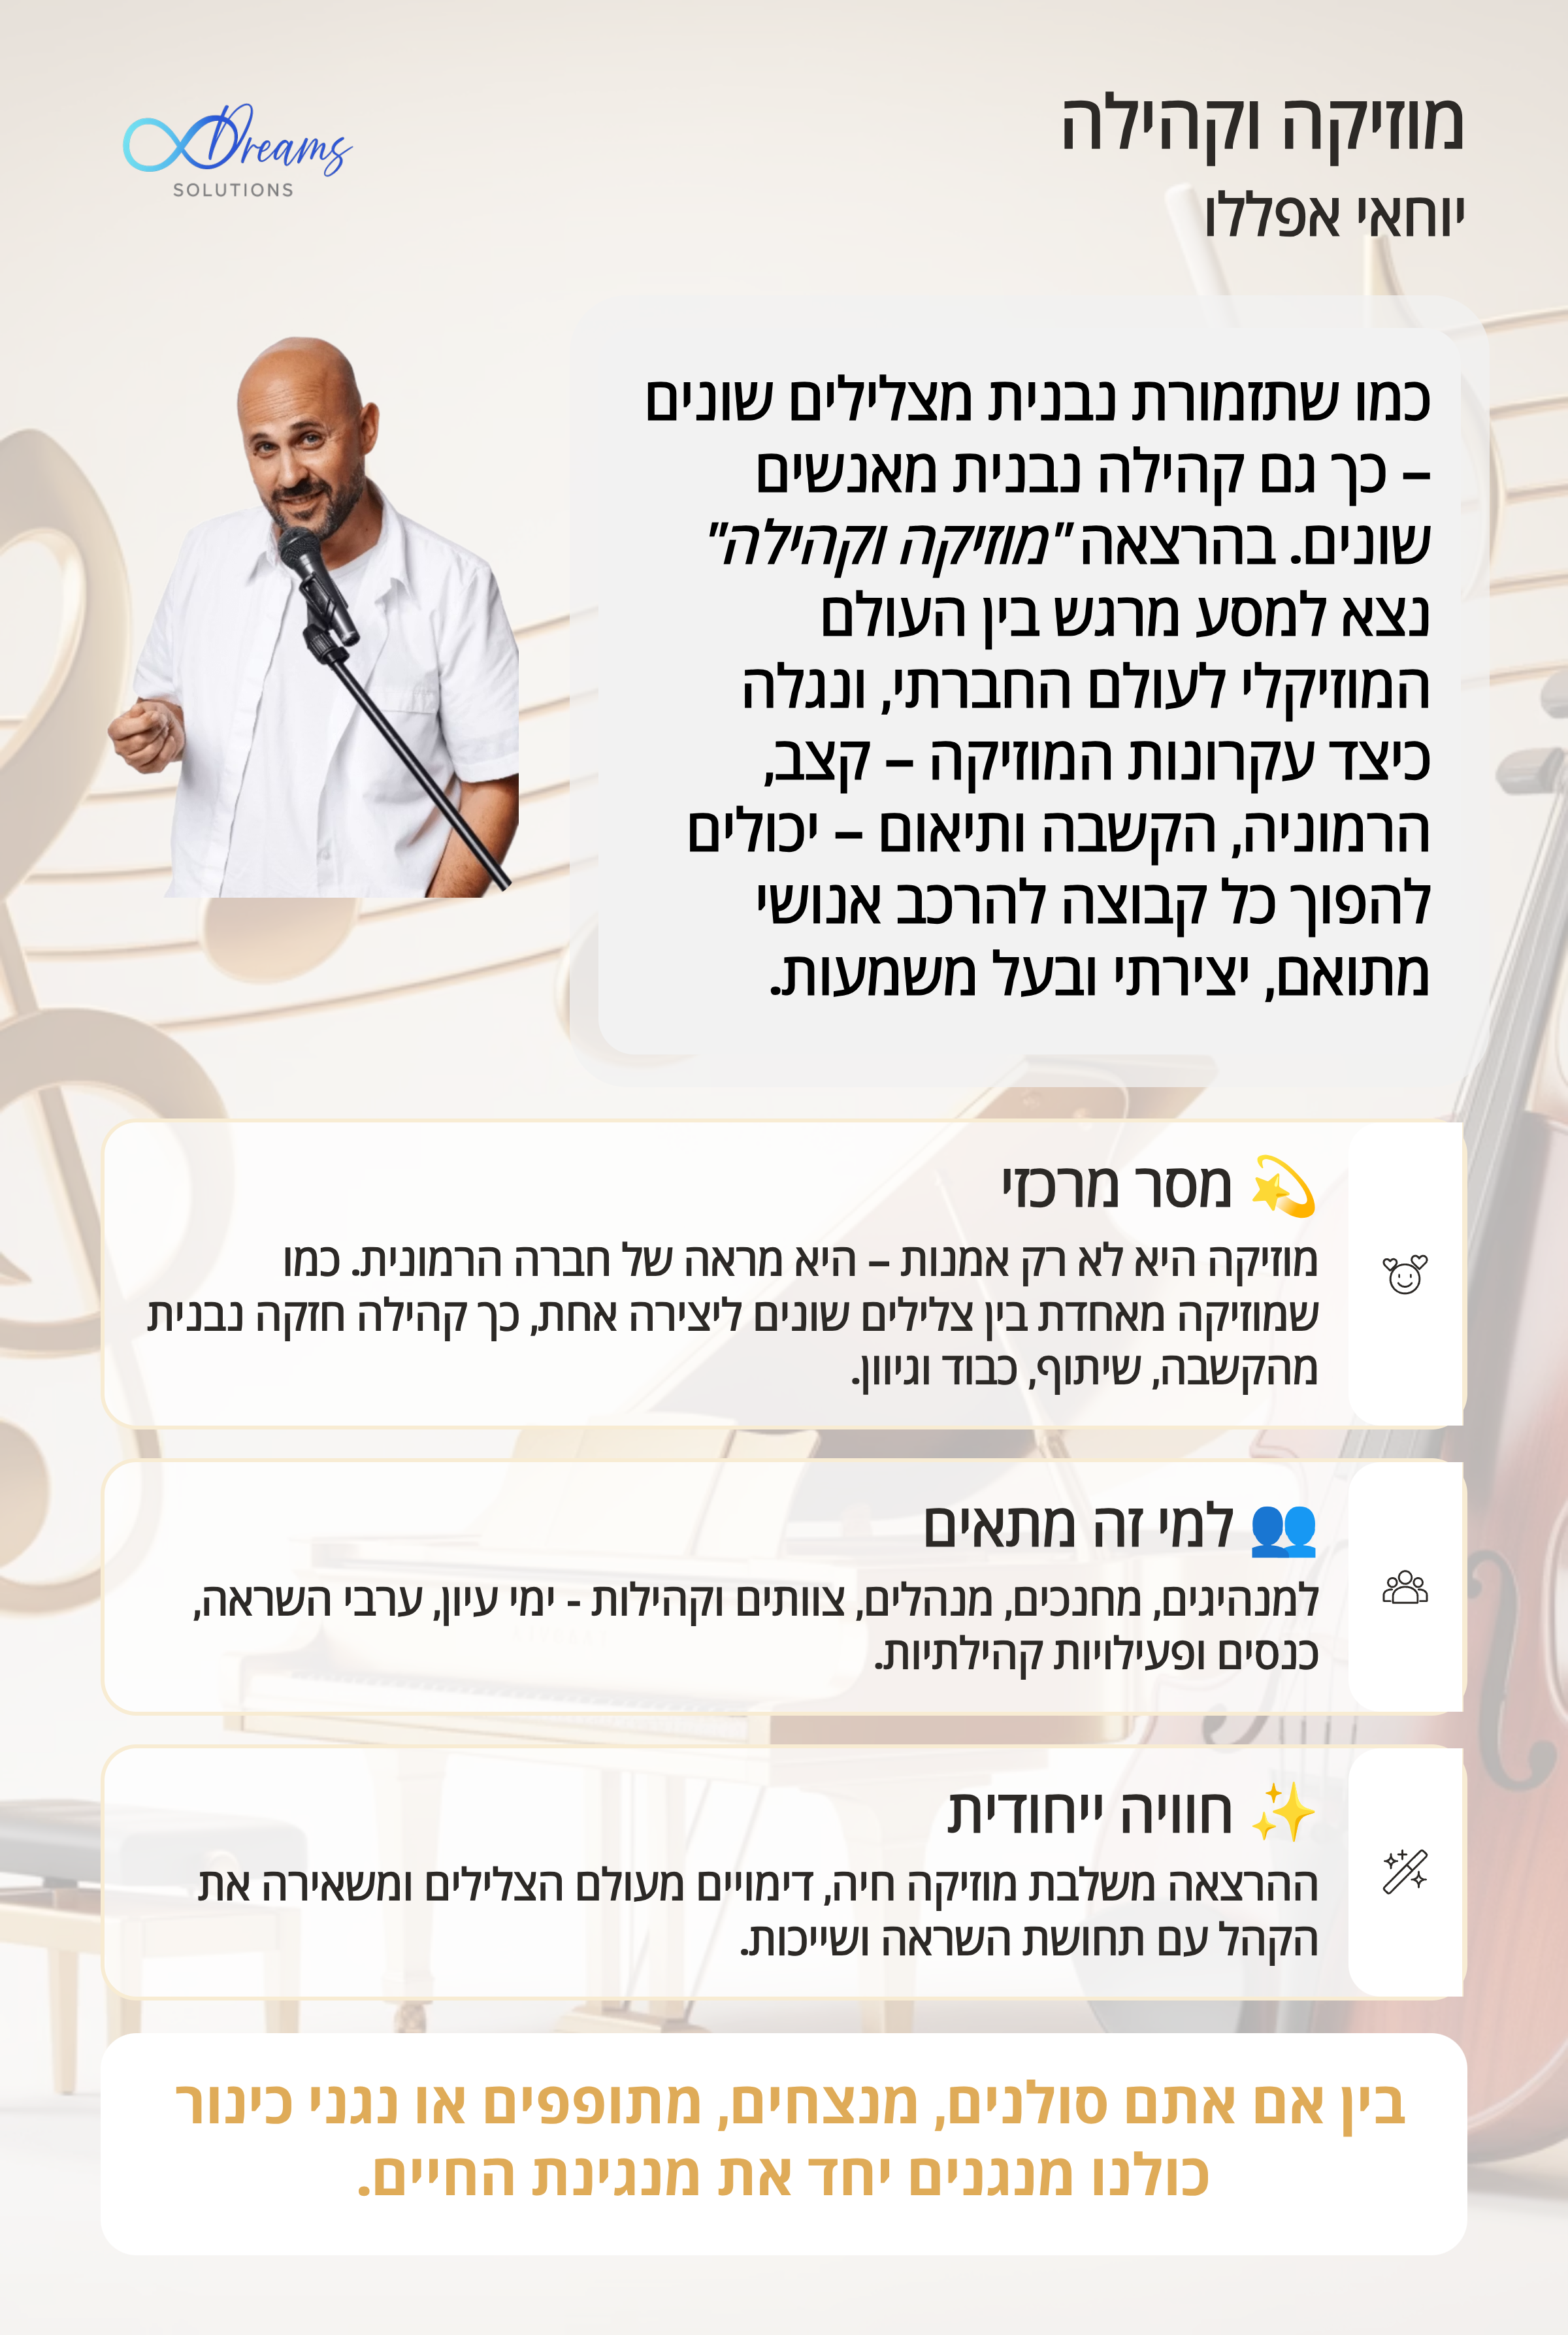 מוזיקה וקהילה
יוחאי אפללו
Dreams
SOLUTIONS
כמו שתזמורת נבנית מצלילים שונים
– כך גם קהילה נבנית מאנשים
שונים. בהרצאה "מוזיקה וקהילה"
נצא למסע מרגש בין העולם
המוזיקלי לעולם החברתי, ונגלה
כיצד עקרונות המוזיקה – קצב,
הרמוניה, הקשבה ותיאום – יכולים
להפוך כל קבוצה להרכב אנושי
מתואם, יצירתי ובעל משמעות.
💫 מסר מרכזי
מוזיקה היא לא רק אמנות – היא מראה של חברה הרמונית. כמו
שמוזיקה מאחדת בין צלילים שונים ליצירה אחת, כך קהילה חזקה נבנית
מהקשבה, שיתוף, כבוד וגיוון.
👥 למי זה מתאים
למנהיגים, מחנכים, מנהלים, צוותים וקהילות - ימי עיון, ערבי השראה,
כנסים ופעילויות קהילתיות.
✨ חוויה ייחודית
ההרצאה משלבת מוזיקה חיה, דימויים מעולם הצלילים ומשאירה את
הקהל עם תחושת השראה ושייכות.
בין אם אתם סולנים, מנצחים, מתופפים או נגני כינור
כולנו מנגנים יחד את מנגינת החיים.